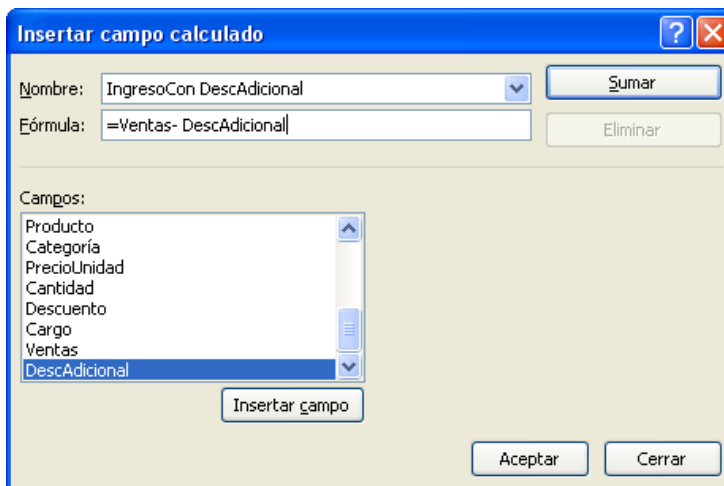 Insertar campo calculado
Nombre: IngresoCon DescAdicional Sumar
Fórmula: =Ventas- DescAdicional Eliminar
Campos:
Producto
Categoría
PrecioUnidad
Cantidad
Descuento
Cargo
Ventas
DescAdicional
Insertar campo
Aceptar Cerrar